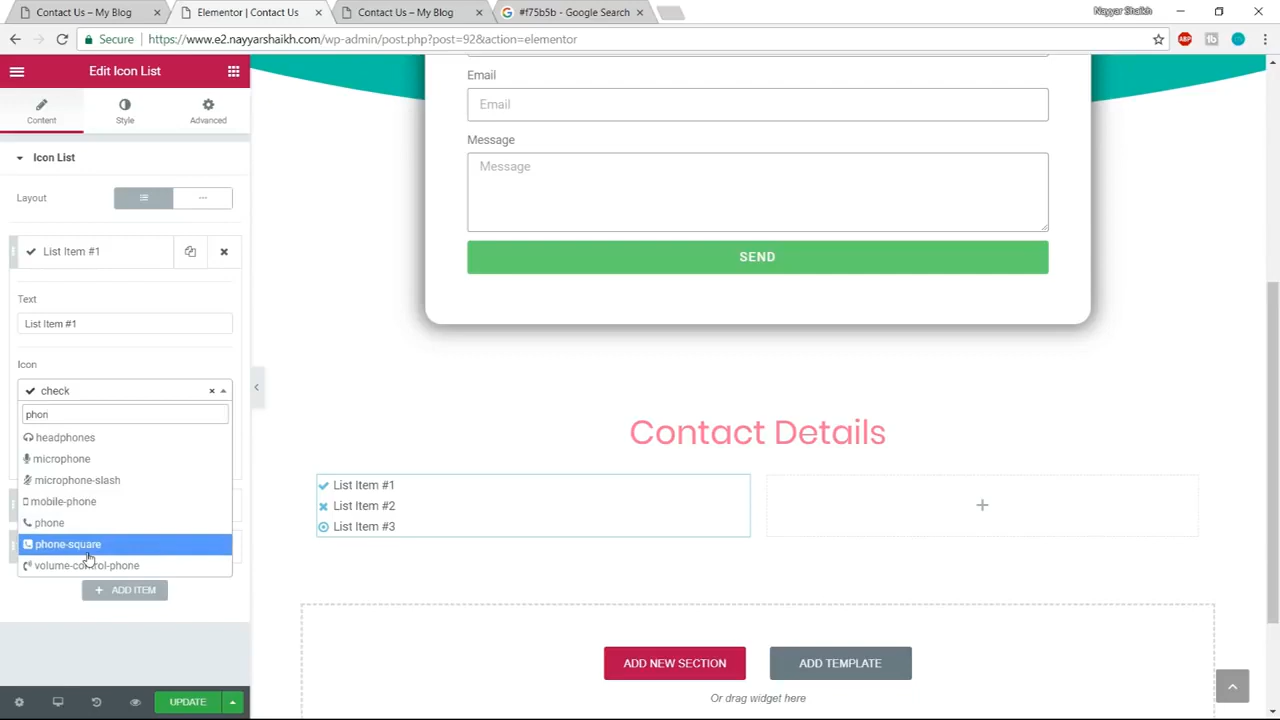 Contact Us – My Blog
Elementor | Contact Us
Contact Us – My Blog
#f75b5b - Google Search
Nayyar Shaikh
Secure
https://www.e2.nayyarshaikh.com/wp-admin/post.php?post=92&action=elementor
ABP
tb
Edit Icon List
Content
Style
Advanced
Icon List
Layout
List Item #1
Text
List Item #1
Icon
check
phon
headphones
microphone
microphone-slash
mobile-phone
phone
phone-square
volume-control-phone
ADD ITEM
UPDATE
Email
Email
Message
Message
SEND
Contact Details
List Item #1
List Item #2
List Item #3
ADD NEW SECTION
ADD TEMPLATE
Or drag widget here